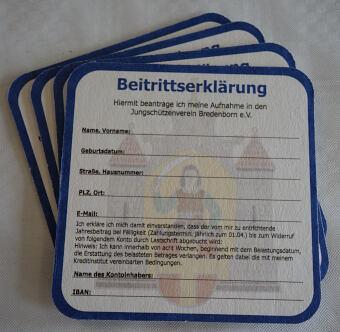 Beitrittserklärung
Hiermit beantrage ich meine Aufnahme in den
Jungschützenverein Bredenborn e.V.
Name, Vorname:
Geburtsdatum:
Straße, Hausnummer:
PLZ, Ort:
E-Mail:
Ich erkläre mich damit einverstanden, dass der vom mir zu entrichtende
Jahresbeitrag bei Fälligkeit (Zahlungstermin: jährlich zum 01.04.) bis zum Widerruf
von folgendem Konto durch Lastschrift abgebucht wird:
Hinweis: Ich kann innerhalb von acht Wochen, beginnend mit dem Belastungsdatum,
die Erstattung des belasteten Betrages verlangen. Es gelten dabei die mit meinem
Kreditinstitut vereinbarten Bedingungen.
Name des Kontoinhabers:
IBAN: